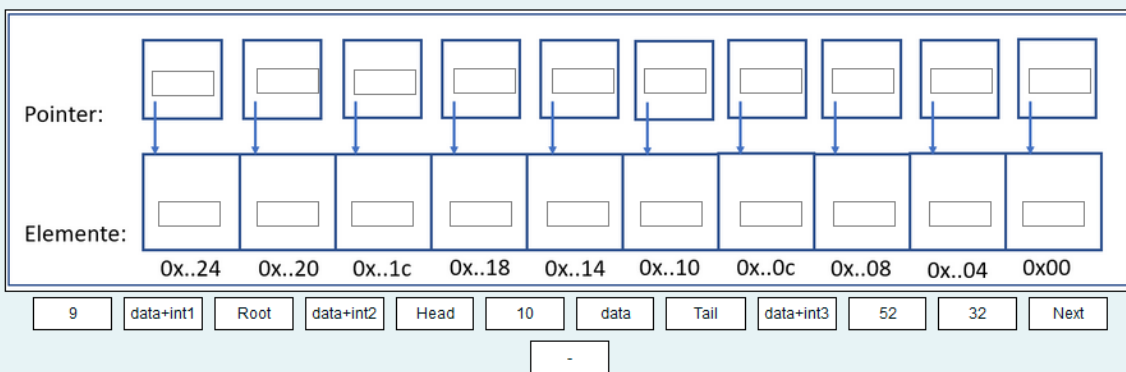 Pointer:
Elemente:
0x..24 0x..20 0x..1c 0x..18 0x..14 0x..10 0x..0c 0x..08 0x..04 0x00
9 data+int1 Root data+int2 Head 10 data Tail data+int3 52 32 Next
-